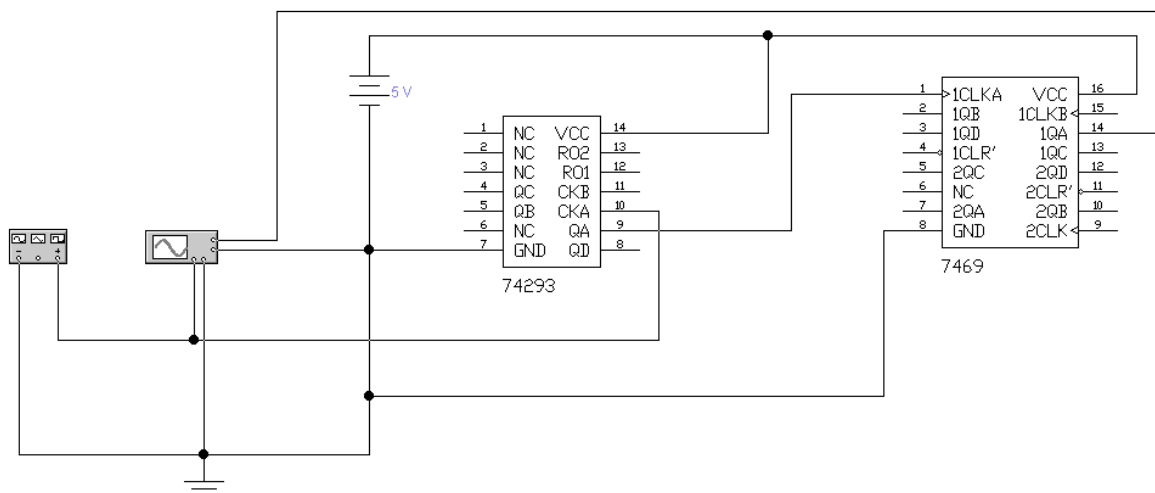 5 V
1 NC VCC 14
2 NC RO2 13
3 NC RO1 12
4 QC CKB 11
5 QB CKA 10
6 NC QA 9
7 GND QD 8
74293
1 1CLKA VCC 16
2 1QB 1CLKB 15
3 1QD 1QA 14
4 1CLR' 1QC 13
5 2QC 2QD 12
6 NC 2CLR' 11
7 2QA 2QB 10
8 GND 2CLK 9
7469